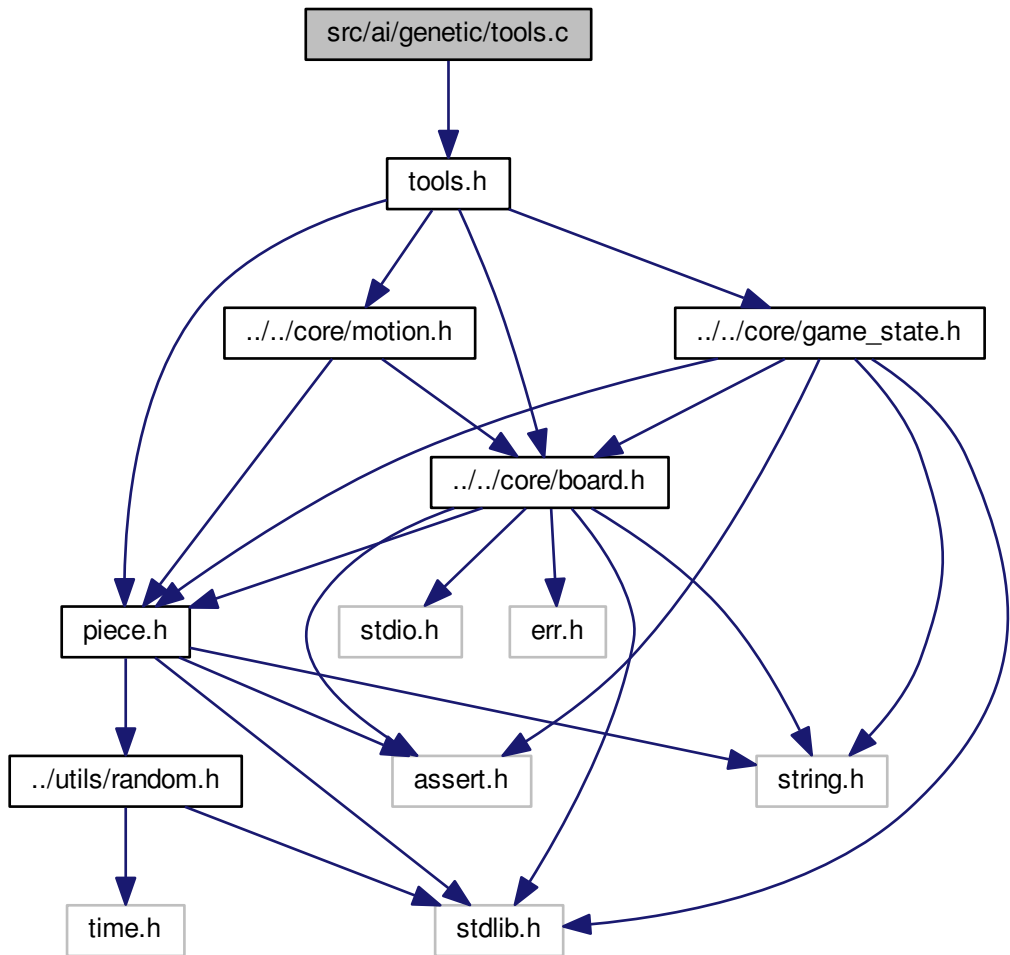 src/ai/genetic/tools.c
tools.h
../../core/motion.h
../../core/game_state.h
../../core/board.h
piece.h
stdio.h
err.h
../utils/random.h
assert.h
string.h
time.h
stdlib.h